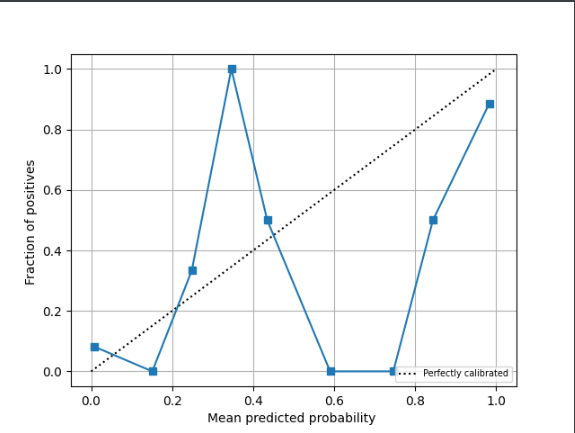 1.0
0.8
0.6
0.4
0.2
0.0
Fraction of positives
Perfectly calibrated
0.0 0.2 0.4 0.6 0.8 1.0
Mean predicted probability